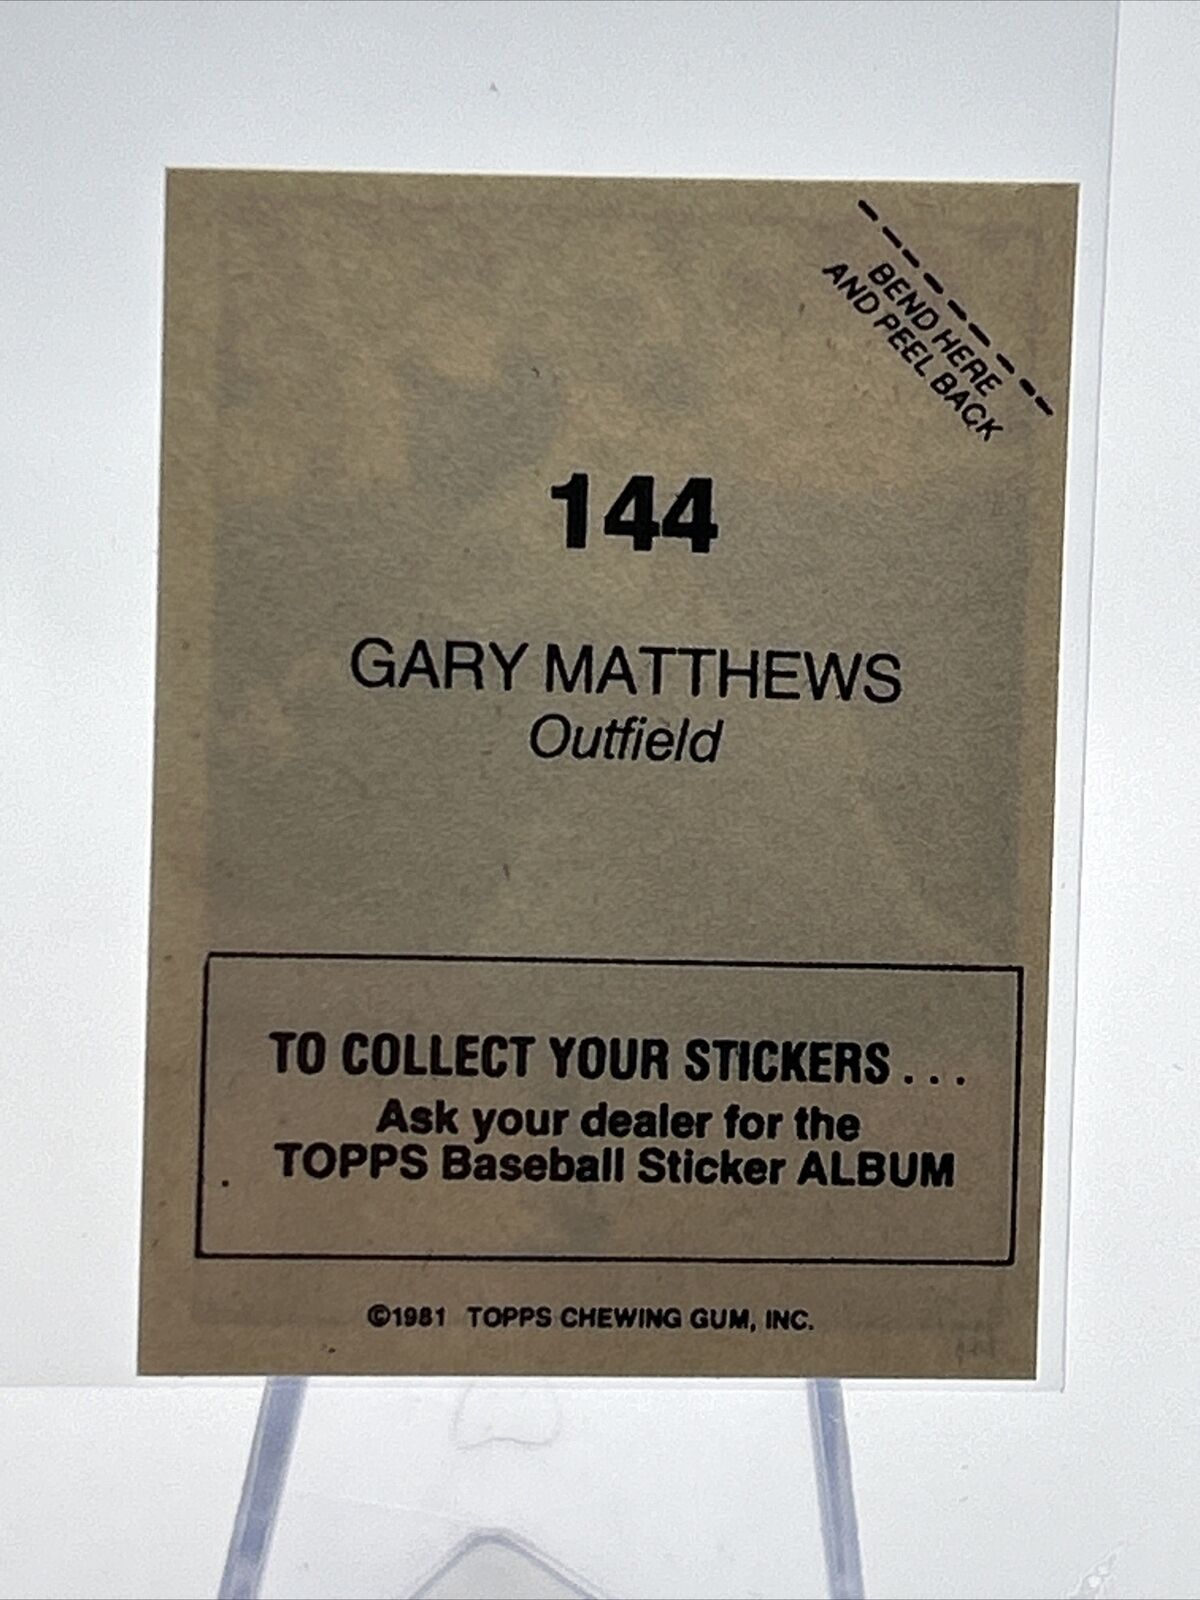 BEND HERE
AND PEEL BACK
144
GARY MATTHEWS
Outfield
TO COLLECT YOUR STICKERS...
Ask your dealer for the
TOPPS Baseball Sticker ALBUM
©1981 TOPPS CHEWING GUM, INC.